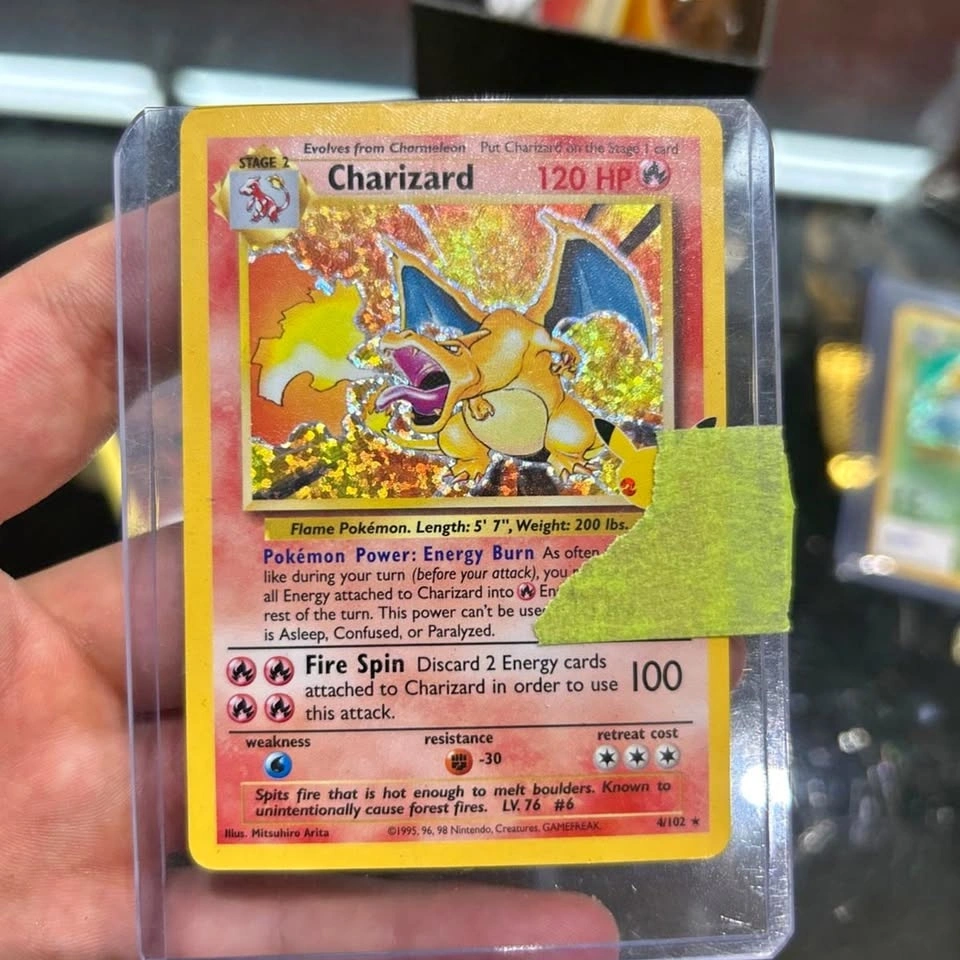 Evolves from Charmeleon Put Charizard on the Stage 1 card
STAGE 2
Charizard 120 HP
Flame Pokémon. Length: 5' 7", Weight: 200 lbs.
Pokémon Power: Energy Burn As often
like during your turn (before your attack), you
all Energy attached to Charizard into En
rest of the turn. This power can't be use
is Asleep, Confused, or Paralyzed.
Fire Spin Discard 2 Energy cards
attached to Charizard in order to use 100
this attack.
weakness resistance retreat cost
-30
Spits fire that is hot enough to melt boulders. Known to
unintentionally cause forest fires. LV. 76 #6
Illus. Mitsuhiro Arita ©1995, 96, 98 Nintendo, Creatures, GAMEFREAK. 4/102 ★